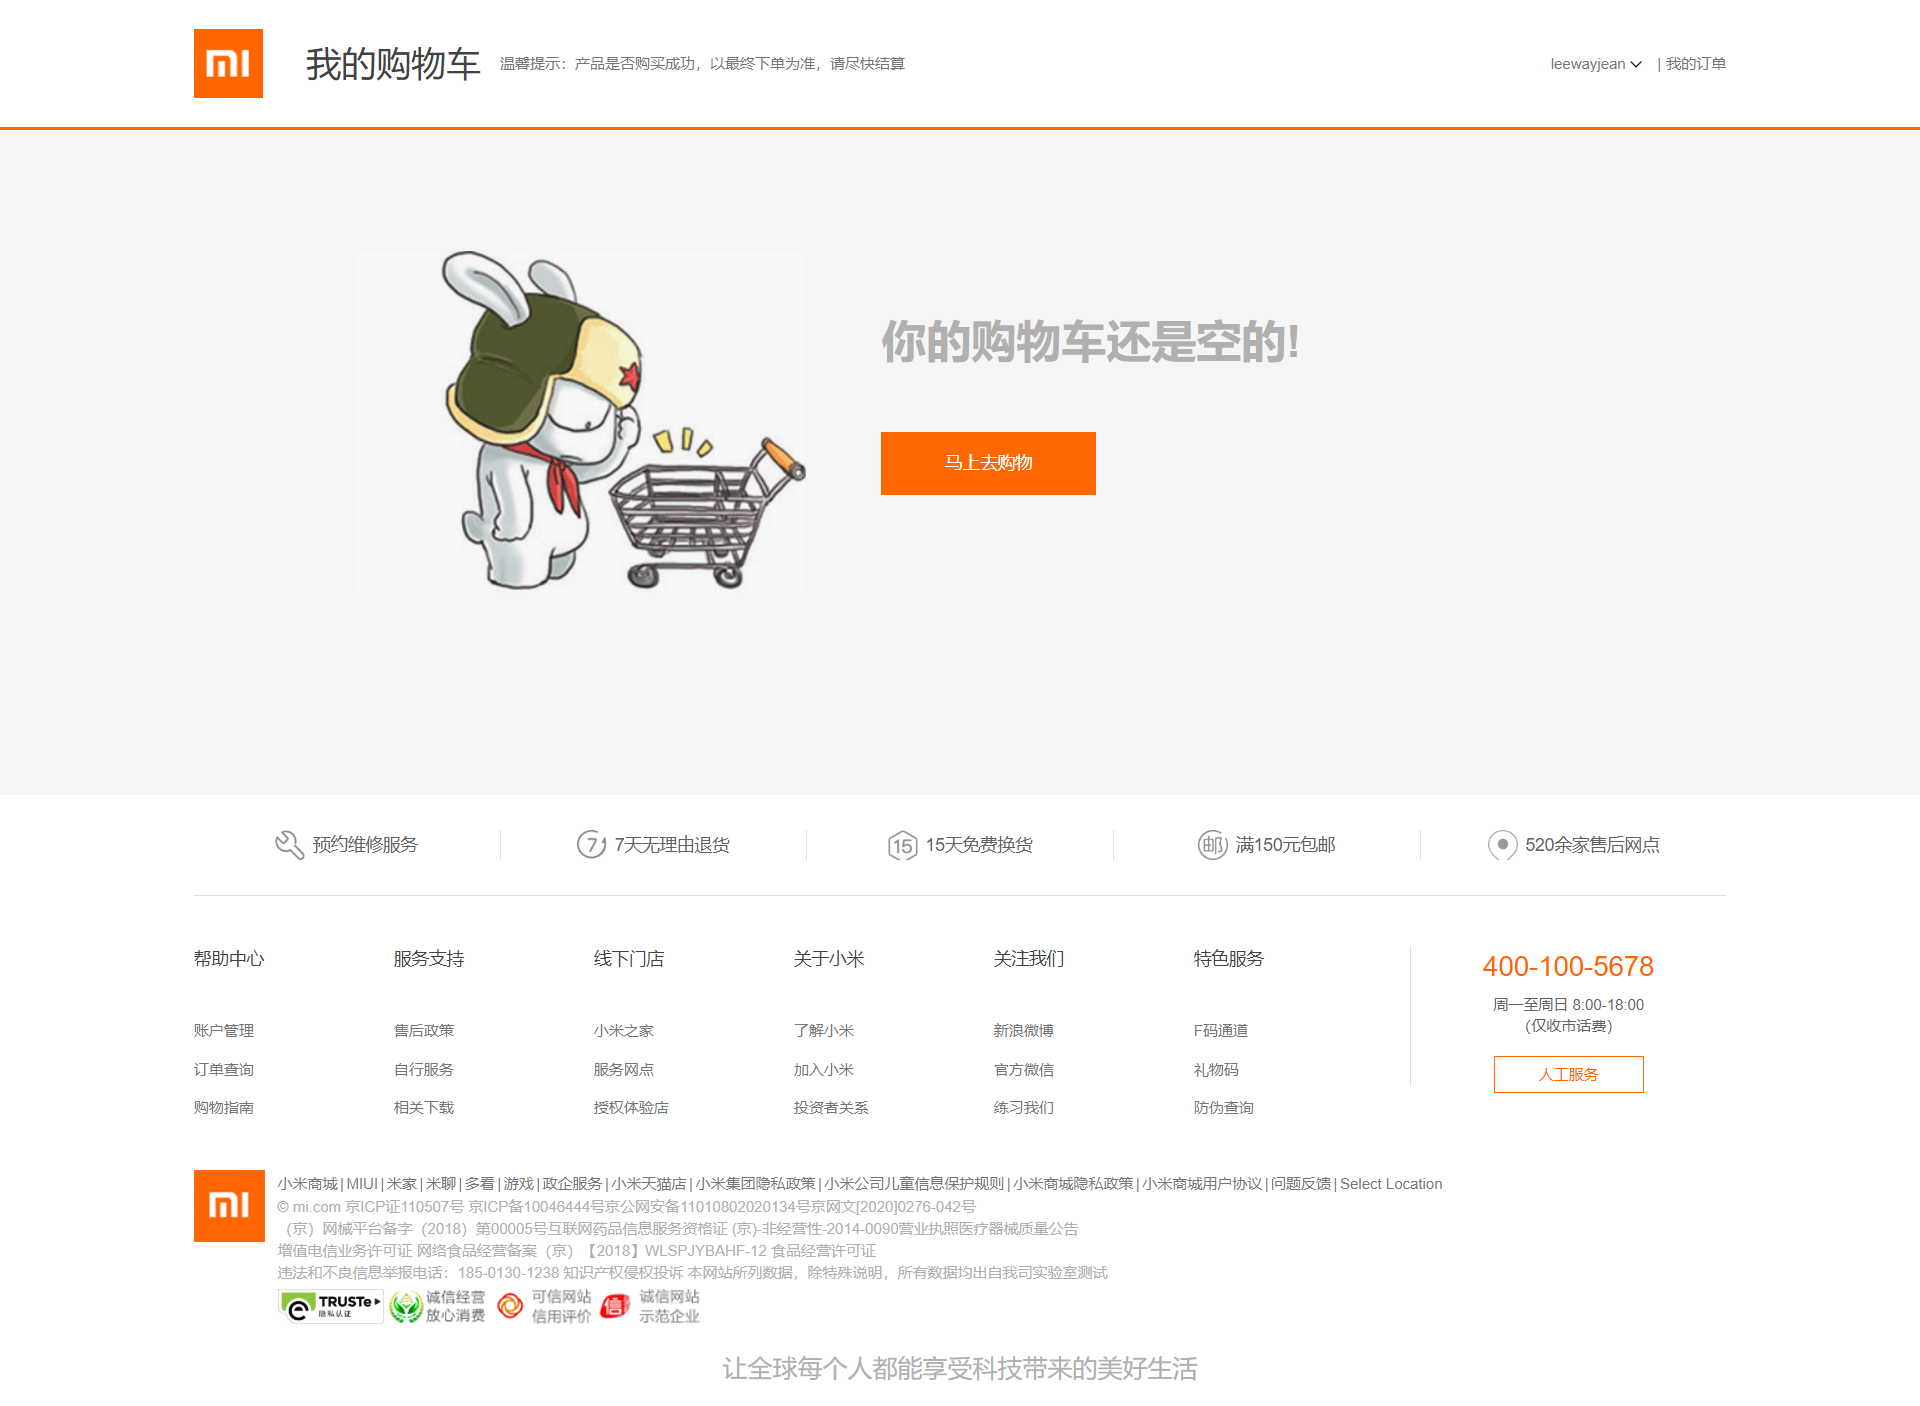 我的购物车 温馨提示：产品是否购买成功，以最终下单为准，请尽快结算 leewayjean | 我的订单
你的购物车还是空的!
马上去购物
预约维修服务 7天无理由退货 15天免费换货 满150元包邮 520余家售后网点
帮助中心 服务支持 线下门店 关于小米 关注我们 特色服务
400-100-5678
周一至周日 8:00-18:00
（仅收市话费）
人工服务
账户管理 售后政策 小米之家 了解小米 新浪微博 F码通道
订单查询 自行服务 服务网点 加入小米 官方微信 礼物码
购物指南 相关下载 授权体验店 投资者关系 练习我们 防伪查询
小米商城|MIUI|米家|米聊|多看|游戏|政企服务|小米天猫店|小米集团隐私政策|小米公司儿童信息保护规则|小米商城隐私政策|小米商城用户协议|问题反馈|Select Location
© mi.com 京ICP证110507号 京ICP备10046444号京公网安备11010802020134号京网文[2020]0276-042号
（京）网械平台备字（2018）第00005号互联网药品信息服务资格证 (京)-非经营性-2014-0090营业执照医疗器械质量公告
增值电信业务许可证 网络食品经营备案（京）【2018】WLSPJYBAHF-12 食品经营许可证
违法和不良信息举报电话：185-0130-1238 知识产权侵权投诉 本网站所列数据，除特殊说明，所有数据均出自我司实验室测试
TRUSTe 隐私认证 诚信经营 放心消费 可信网站 信用评价 诚信网站 示范企业
让全球每个人都能享受科技带来的美好生活